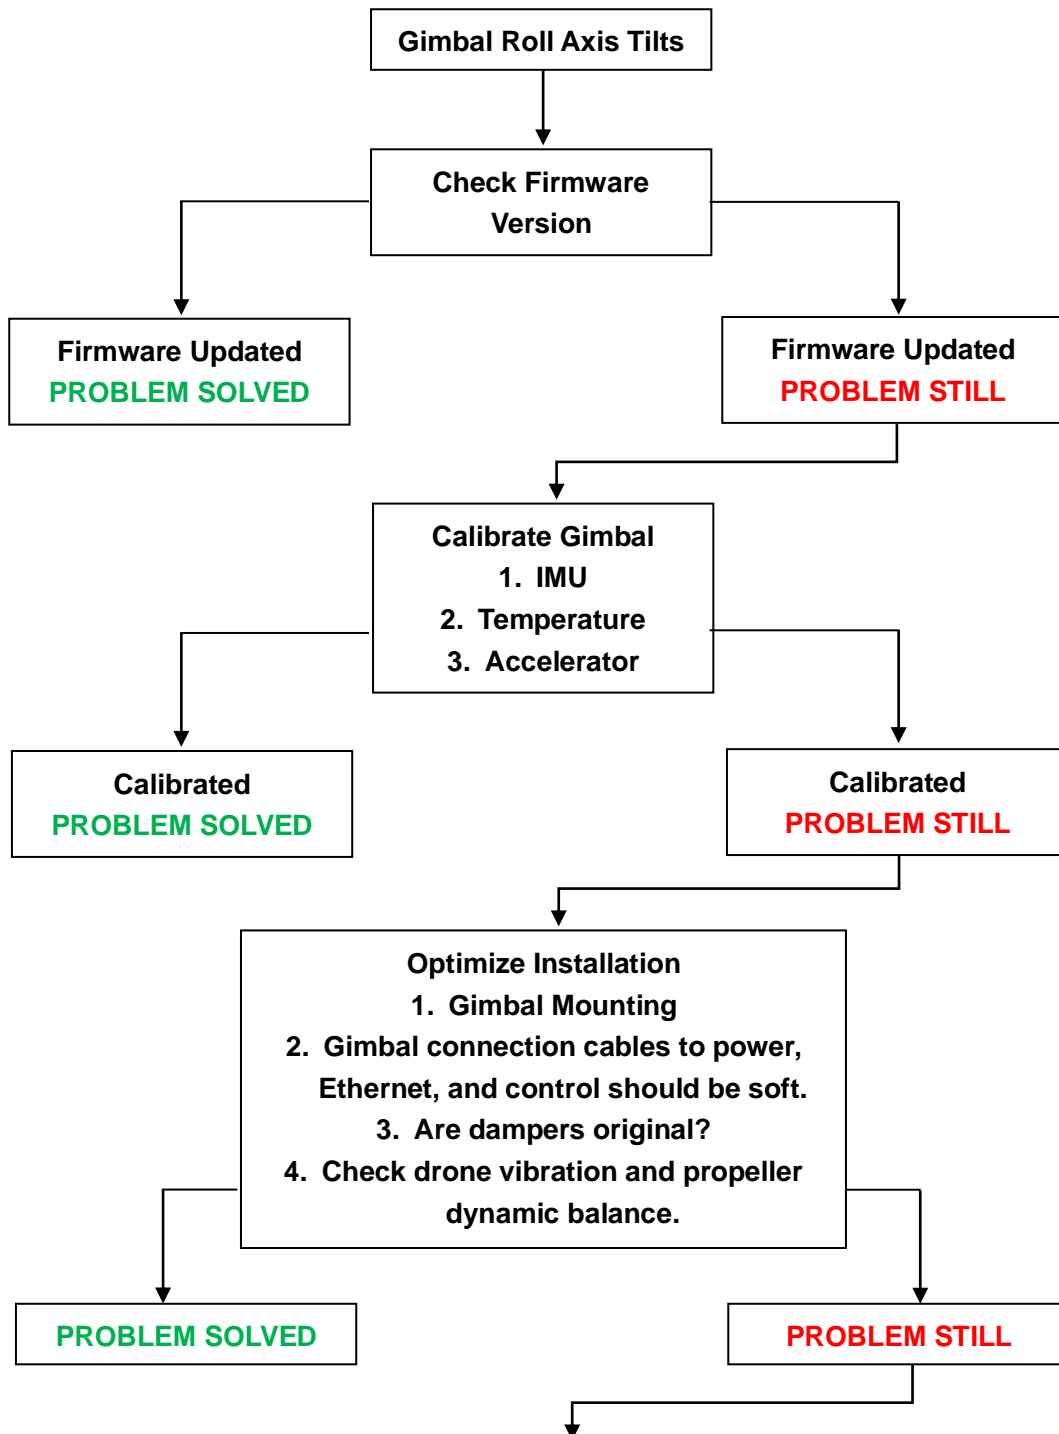 Gimbal Roll Axis Tilts
Check Firmware
Version
Firmware Updated
PROBLEM SOLVED
Firmware Updated
PROBLEM STILL
Calibrate Gimbal
1. IMU
2. Temperature
3. Accelerator
Calibrated
PROBLEM SOLVED
Calibrated
PROBLEM STILL
Optimize Installation
1. Gimbal Mounting
2. Gimbal connection cables to power,
Ethernet, and control should be soft.
3. Are dampers original?
4. Check drone vibration and propeller
dynamic balance.
PROBLEM SOLVED
PROBLEM STILL